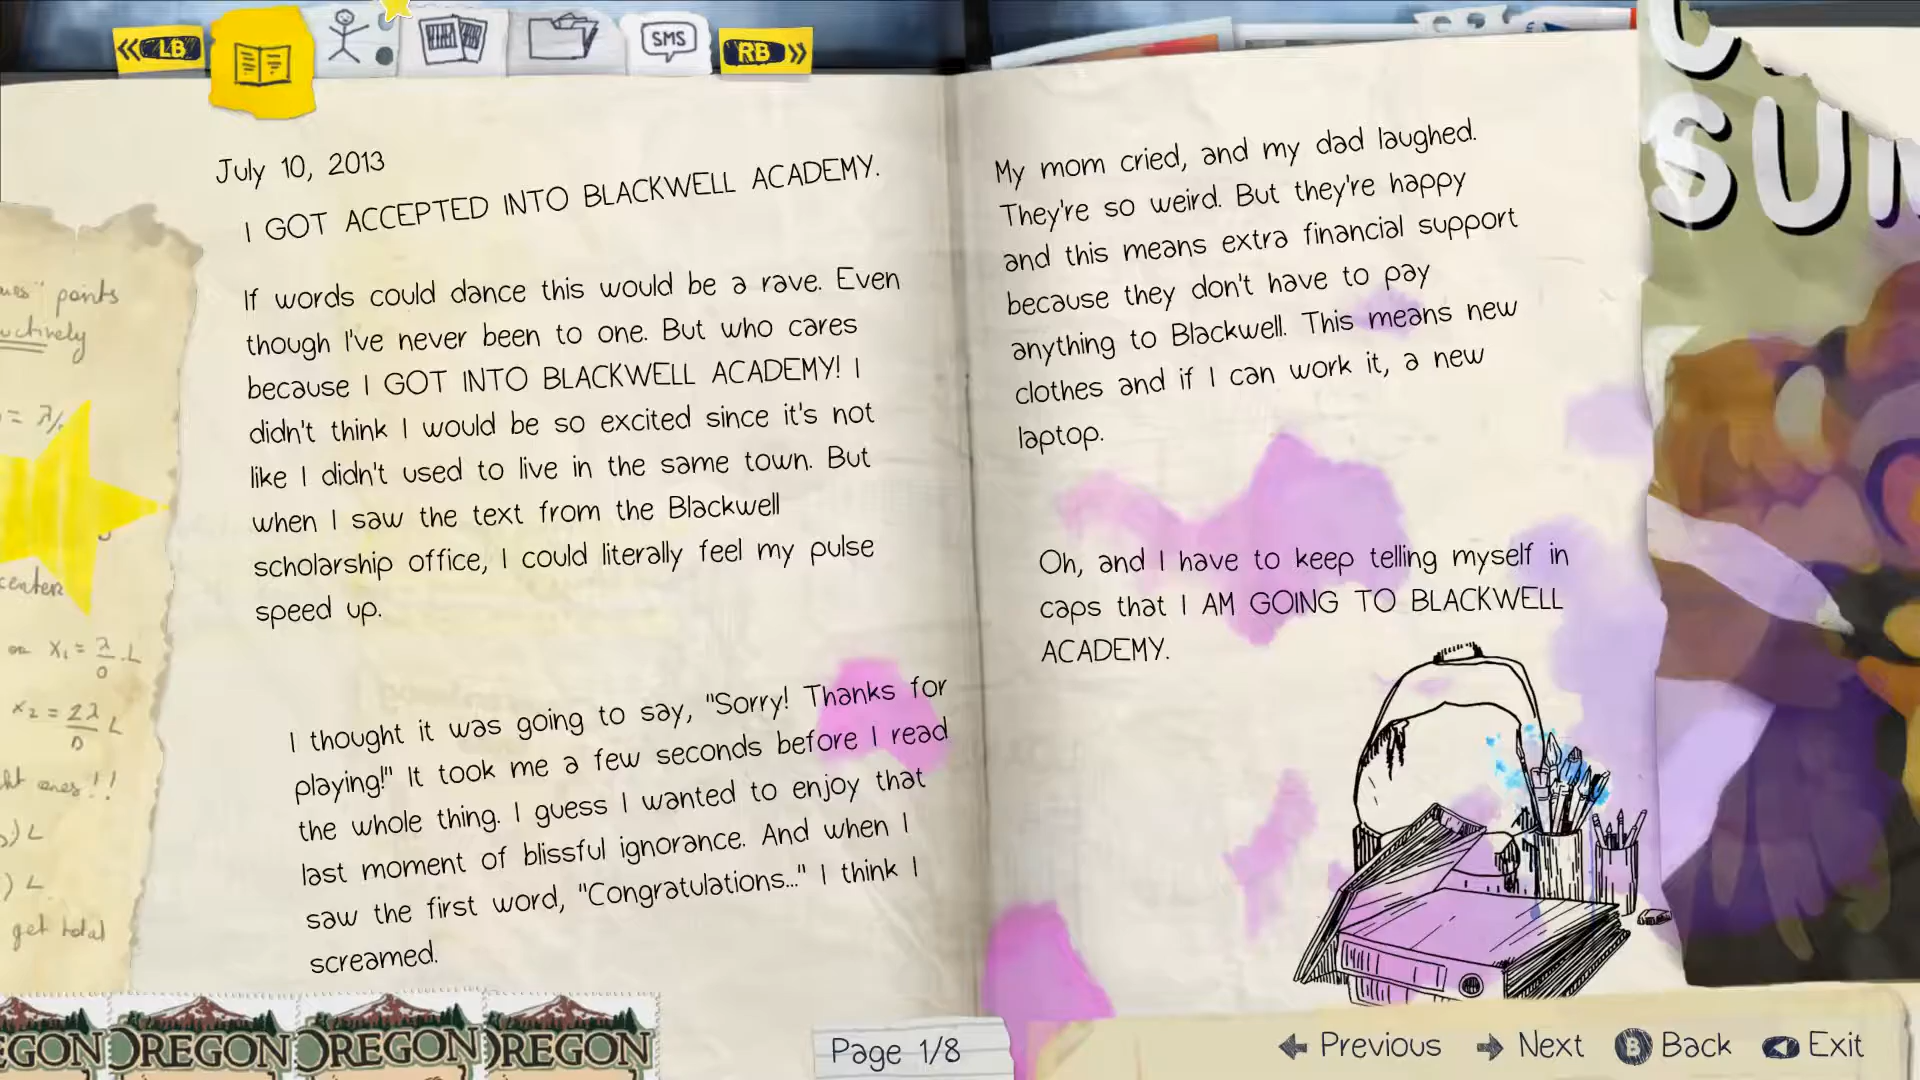 LB
SMS
RB
July 10, 2013
I GOT ACCEPTED INTO BLACKWELL ACADEMY.
If words could dance this would be a rave. Even
though I've never been to one. But who cares
because I GOT INTO BLACKWELL ACADEMY! I
didn't think I would be so excited since it's not
like I didn't used to live in the same town. But
when I saw the text from the Blackwell
scholarship office, I could literally feel my pulse
speed up.
I thought it was going to say, "Sorry! Thanks for
playing!" It took me a few seconds before I read
the whole thing. I guess I wanted to enjoy that
last moment of blissful ignorance. And when I
saw the first word, "Congratulations..." I think I
screamed.
My mom cried, and my dad laughed.
They're so weird. But they're happy
and this means extra financial support
because they don't have to pay
anything to Blackwell. This means new
clothes and if I can work it, a new
laptop.
Oh, and I have to keep telling myself in
caps that I AM GOING TO BLACKWELL
ACADEMY.
points
x₁ = λ/D L
x₂ = 2λ/D L
get total
EGON OREGON OREGON OREGON
Page 1/8
Previous Next B Back Exit